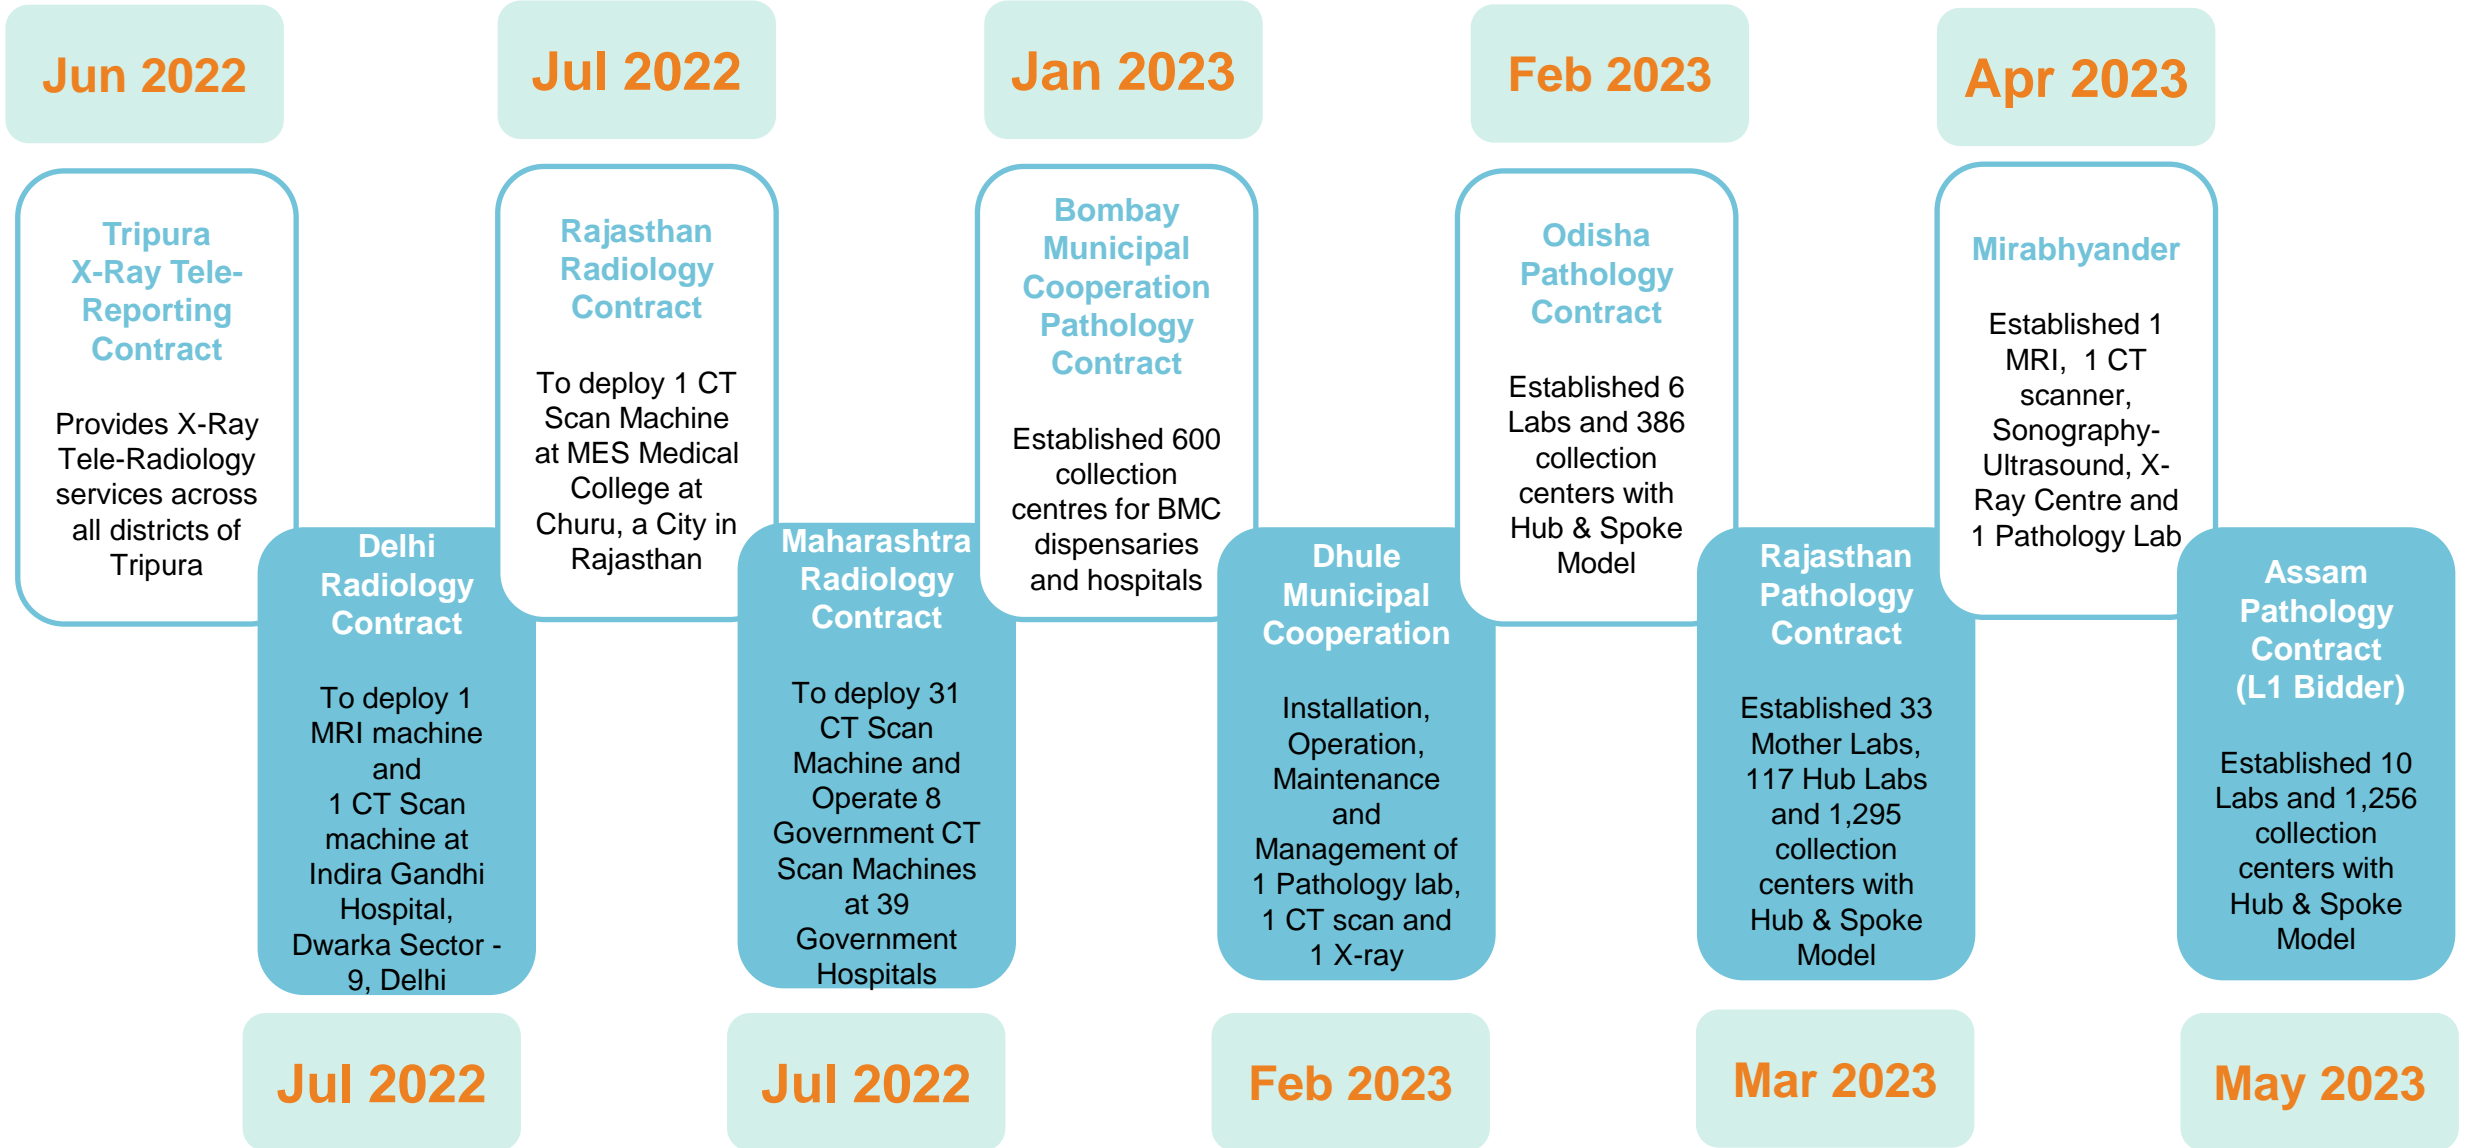 Jun 2022
Tripura
X-Ray Tele-
Reporting
Contract
Provides X-Ray
Tele-Radiology
services across
all districts of
Tripura
Delhi
Radiology
Contract
To deploy 1
MRI machine
and
1 CT Scan
machine at
Indira Gandhi
Hospital,
Dwarka Sector -
9, Delhi
Jul 2022
Jul 2022
Rajasthan
Radiology
Contract
To deploy 1 CT
Scan Machine
at MES Medical
College at
Churu, a City in
Rajasthan
Maharashtra
Radiology
Contract
To deploy 31
CT Scan
Machine and
Operate 8
Government CT
Scan Machines
at 39
Government
Hospitals
Jul 2022
Jan 2023
Bombay
Municipal
Cooperation
Pathology
Contract
Established 600
collection
centres for BMC
dispensaries
and hospitals
Dhule
Municipal
Cooperation
Installation,
Operation,
Maintenance
and
Management of
1 Pathology lab,
1 CT scan and
1 X-ray
Feb 2023
Feb 2023
Odisha
Pathology
Contract
Established 6
Labs and 386
collection
centers with
Hub & Spoke
Model
Rajasthan
Pathology
Contract
Established 33
Mother Labs,
117 Hub Labs
and 1,295
collection
centers with
Hub & Spoke
Model
Mar 2023
Apr 2023
Mirabhyander
Established 1
MRI, 1 CT
scanner,
Sonography-
Ultrasound, X-
Ray Centre and
1 Pathology Lab
Assam
Pathology
Contract
(L1 Bidder)
Established 10
Labs and 1,256
collection
centers with
Hub & Spoke
Model
May 2023